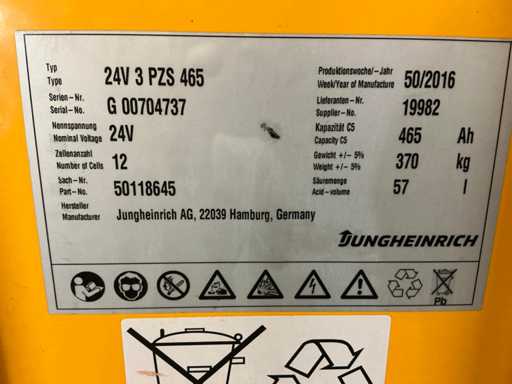 Typ
Type 24V 3 PZS 465
Serien-Nr.
Serial-No. G 00704737
Nennspannung
Nominal Voltage 24V
Zellenanzahl
Number of Cells 12
Sach-Nr.
Part-No. 50118645
Hersteller
Manufacturer Jungheinrich AG, 22039 Hamburg, Germany
Produktionswoche/-Jahr
Week/Year of Manufacture 50/2016
Lieferanten-Nr.
Supplier-No. 19982
Kapazität C5
Capacity C5 465 Ah
Gewicht +/- 5%
Weight +/- 5% 370 kg
Säuremenge
Acid-volume 57 l
JUNGHEINRICH
Pb